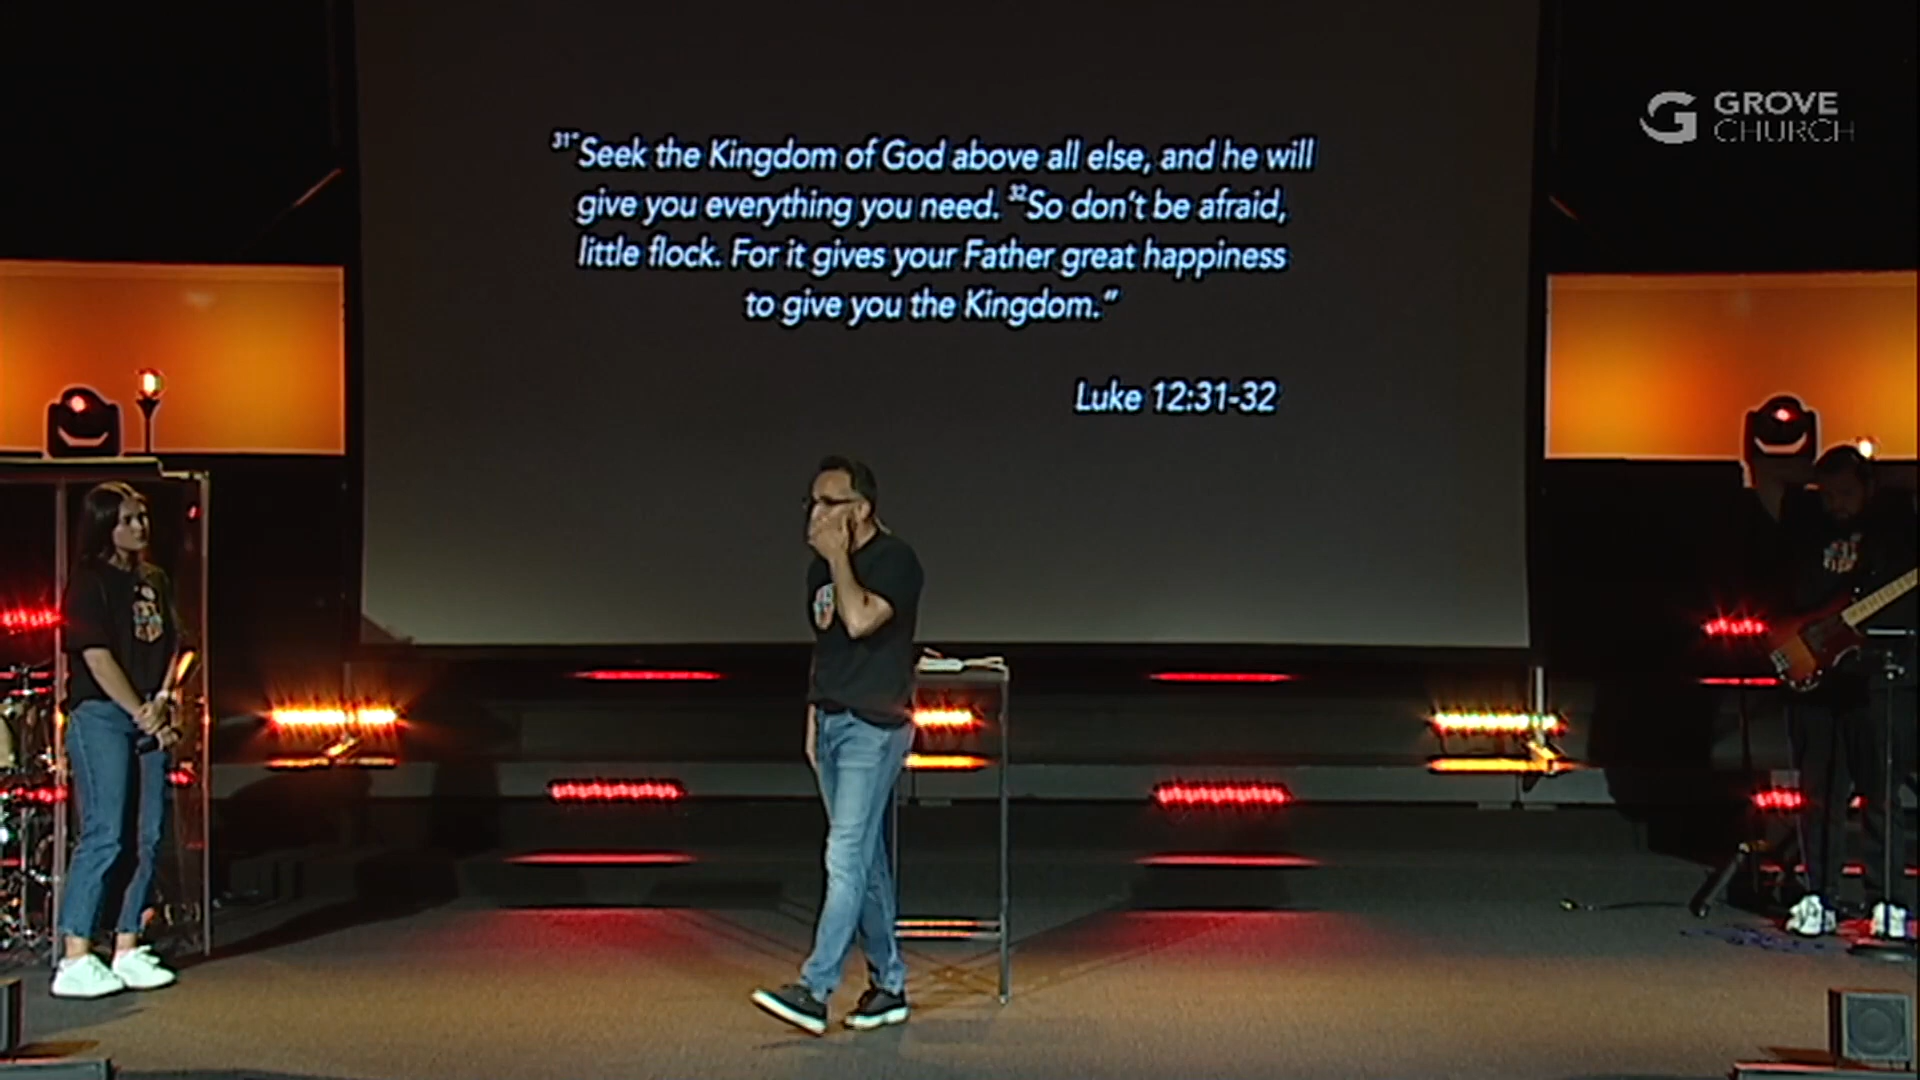 GROVE
CHURCH
31"Seek the Kingdom of God above all else, and he will
give you everything you need. 32So don't be afraid,
little flock. For it gives your Father great happiness
to give you the Kingdom."
Luke 12:31-32